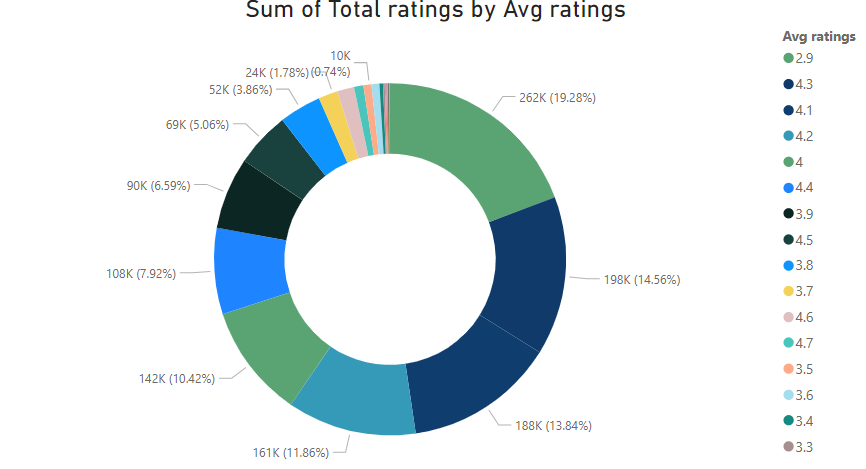 Sum of Total ratings by Avg ratings
Avg ratings
2.9
4.3
4.1
4.2
4
4.4
3.9
4.5
3.8
3.7
4.6
4.7
3.5
3.6
3.4
3.3
262K (19.28%)
198K (14.56%)
188K (13.84%)
161K (11.86%)
142K (10.42%)
108K (7.92%)
90K (6.59%)
69K (5.06%)
52K (3.86%)
24K (1.78%)
10K
(0.74%)